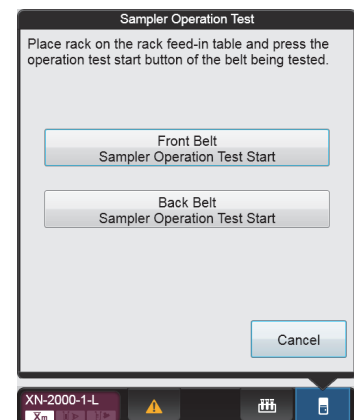 Sampler Operation Test
Place rack on the rack feed-in table and press the
operation test start button of the belt being tested.
Front Belt
Sampler Operation Test Start
Back Belt
Sampler Operation Test Start
Cancel
XN-2000-1-L